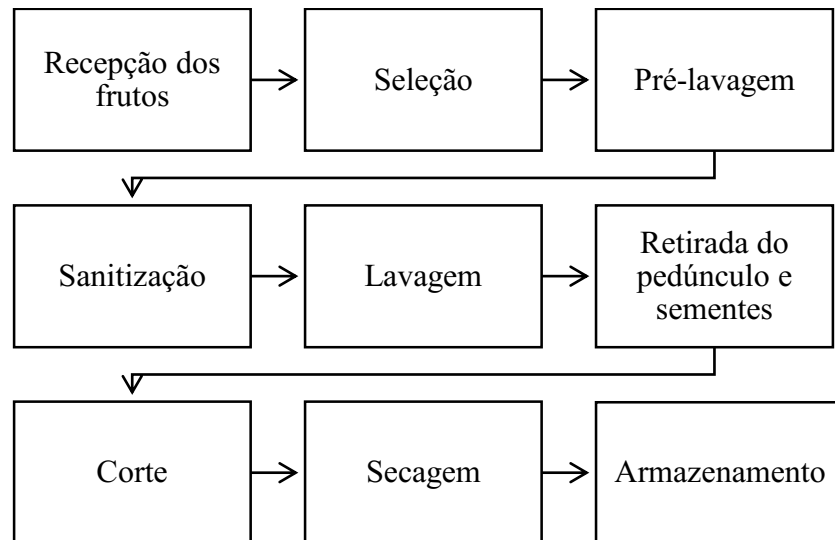 Recepção dos
frutos
Seleção
Pré-lavagem
Sanitização
Lavagem
Retirada do
pedúnculo e
sementes
Corte
Secagem
Armazenamento